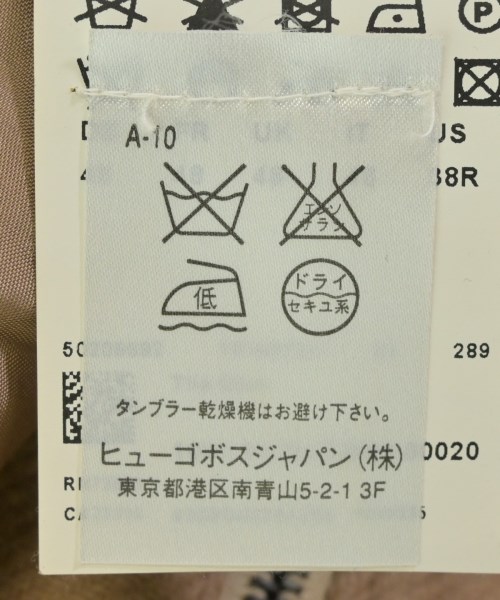 P
US
38R
A-10
エンソ
サラシ
低
ドライ
セキユ系
289
タンブラー乾燥機はお避け下さい。
ヒューゴボスジャパン(株)
0020
東京都港区南青山5-2-1 3F